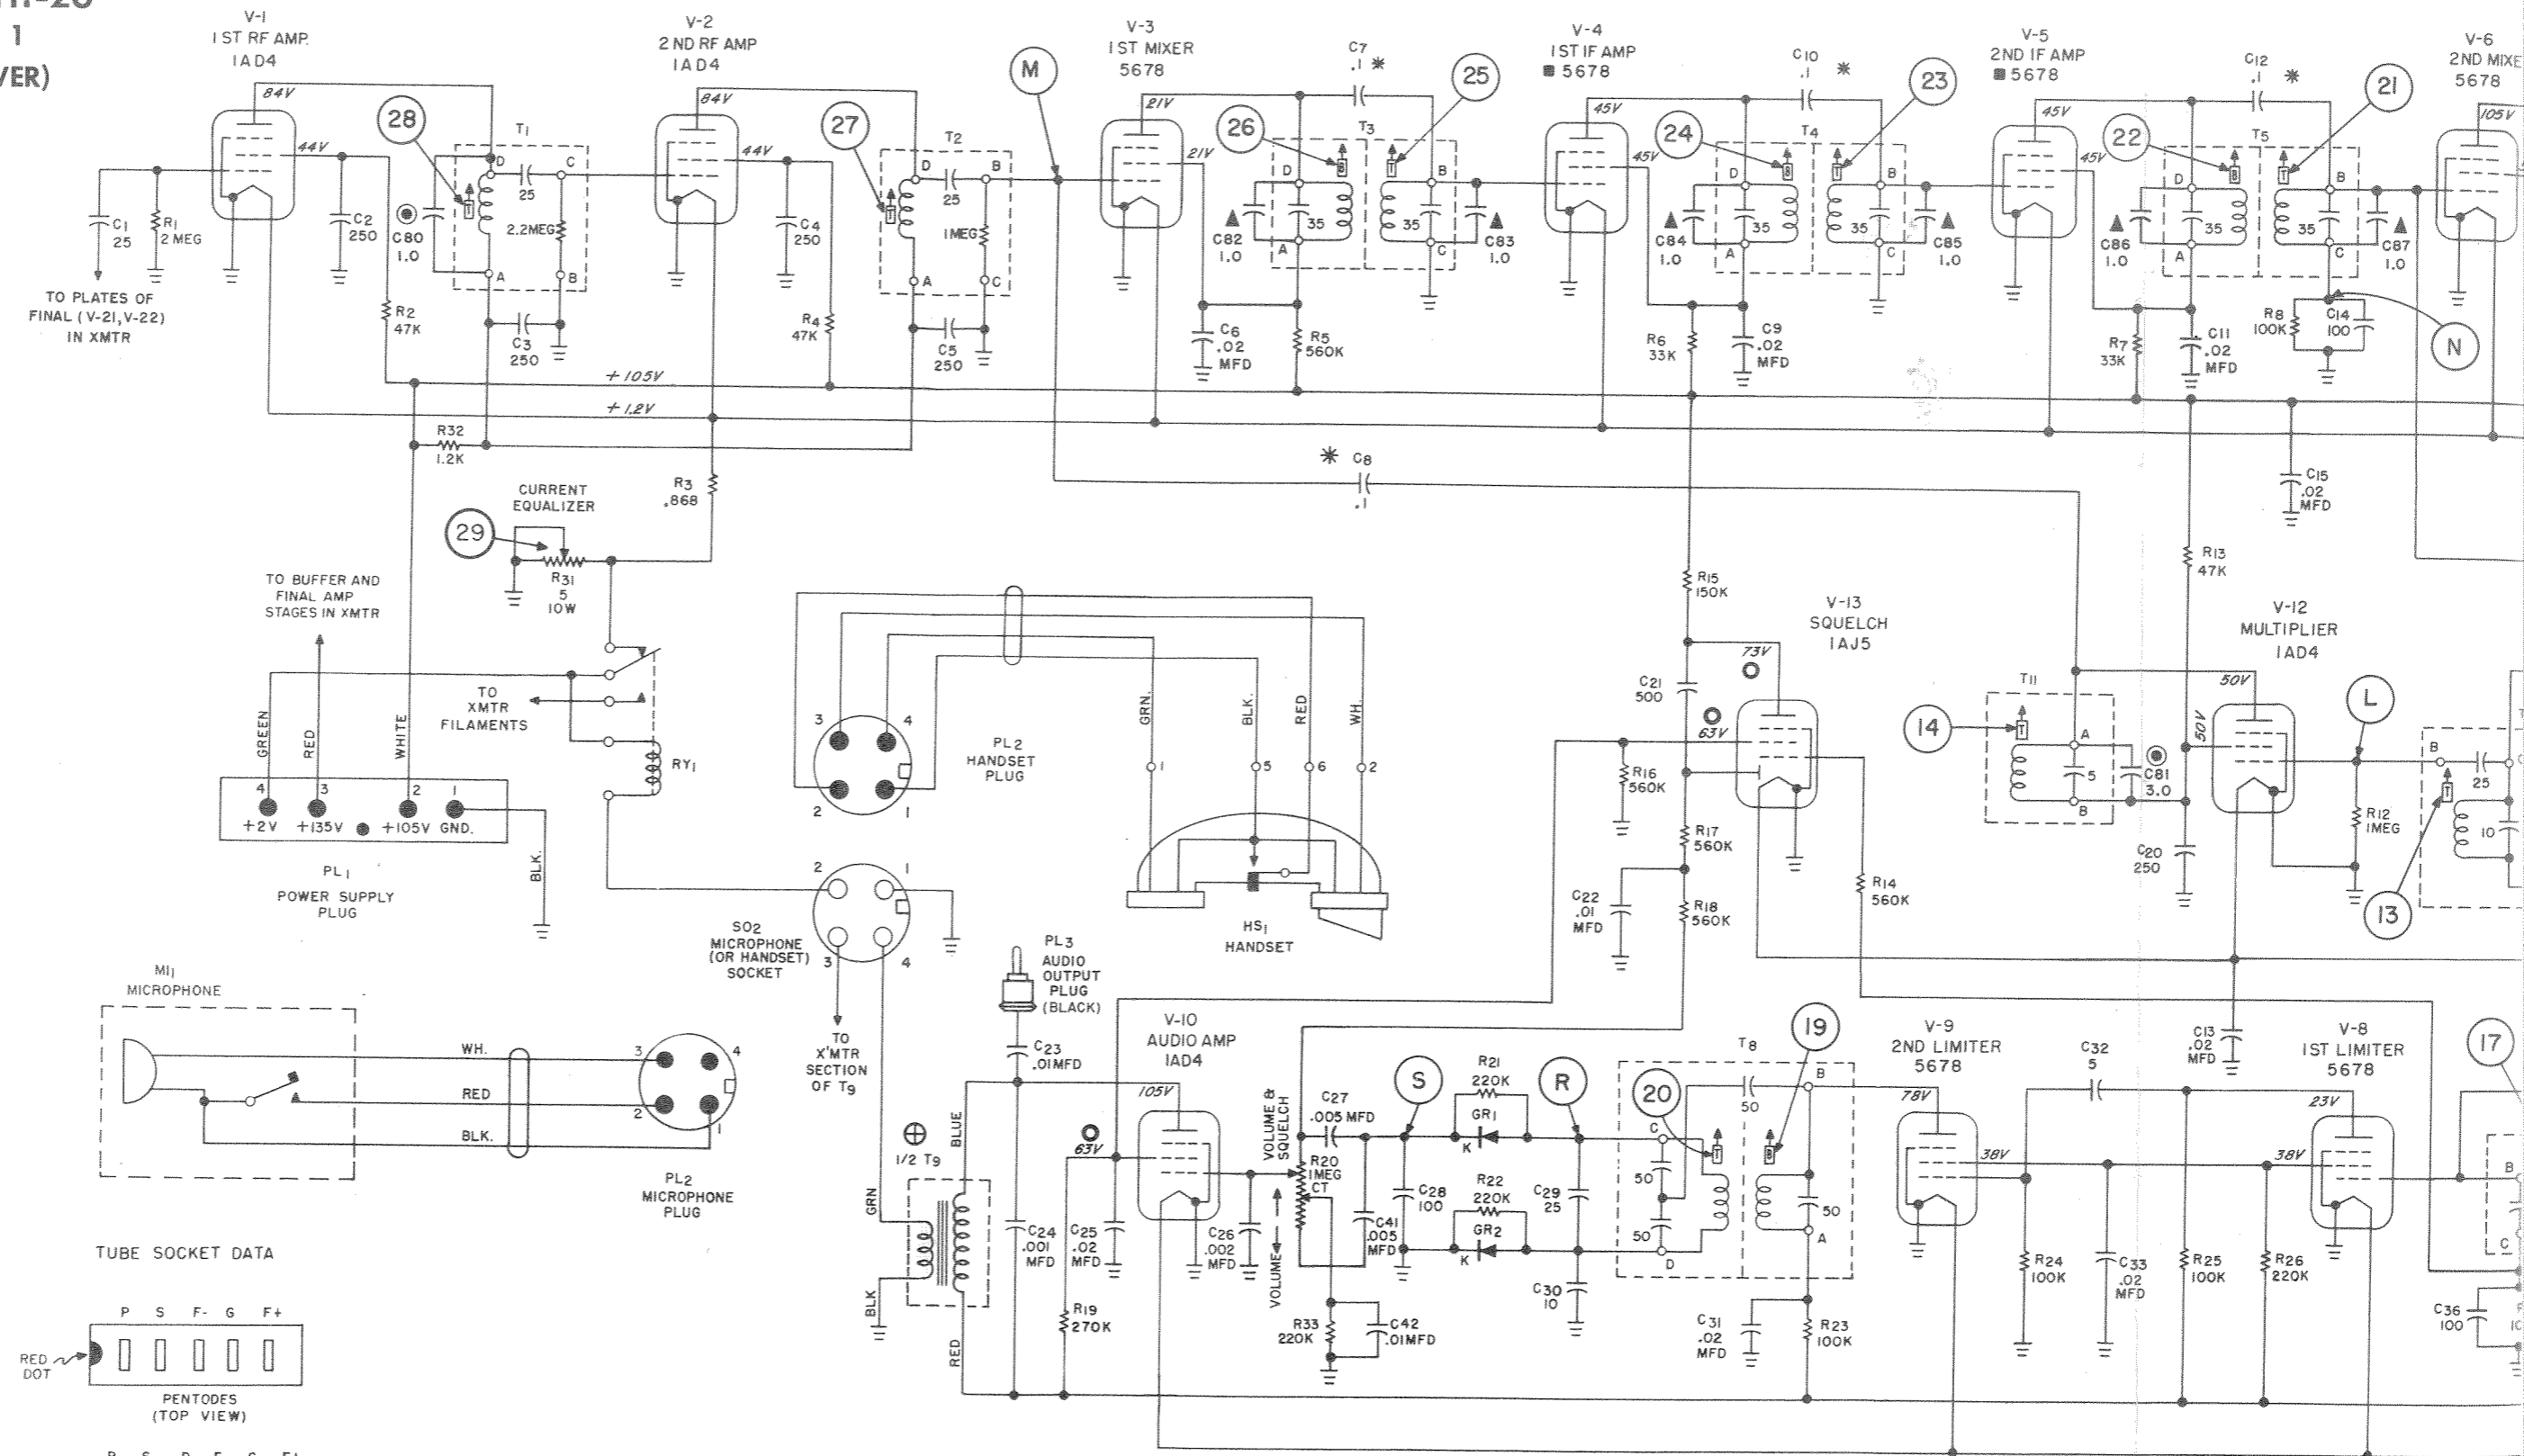 1
V-1
1ST RF AMP.
1AD4
84V
44V
28
T1
D
C
25
2.2MEG
A
B
C1
25
R1
2 MEG
C2
250
C80
1.0
R2
47K
C3
250
TO PLATES OF
FINAL (V-21,V-22)
IN XMTR
V-2
2ND RF AMP
1AD4
84V
44V
27
T2
D
B
25
1MEG
A
C
C4
250
R4
47K
C5
250
+105V
+1.2V
R32
1.2K
R3
.868
M
V-3
1ST MIXER
5678
21V
21V
C7
.1 *
26
25
T3
B
T
D
B
35
35
A
C
C82
1.0
C83
1.0
C6
.02
MFD
R5
560K
V-4
1ST IF AMP
5678
45V
45V
C10
.1 *
24
23
T4
B
T
D
B
35
35
A
C
C84
1.0
C85
1.0
R6
33K
C9
.02
MFD
V-5
2ND IF AMP
5678
45V
45V
C12
.1 *
22
21
T5
B
T
D
B
35
35
A
C
C86
1.0
C87
1.0
R7
33K
C11
.02
MFD
R8
100K
C14
100
N
V-6
5678
105V
* C8
.1
C15
.02
MFD
R13
47K
CURRENT
EQUALIZER
29
R31
5
10W
TO BUFFER AND
FINAL AMP
STAGES IN XMTR
TO
XMTR
FILAMENTS
RY1
GREEN
RED
WHITE
4
3
2
1
+2V
+135V
+105V
GND.
BLK.
PL1
POWER SUPPLY
PLUG
3
4
2
1
PL2
HANDSET
PLUG
GRN.
BLK.
RED
WH.
1
5
6
2
HS1
HANDSET
2
1
3
4
SO2
MICROPHONE
(OR HANDSET)
SOCKET
TO
X'MTR
SECTION
OF T9
PL3
AUDIO
OUTPUT
PLUG
(BLACK)
C23
.01MFD
R15
150K
V-13
SQUELCH
1AJ5
73V
63V
C21
500
R16
560K
R17
560K
C22
.01
MFD
R18
560K
R14
560K
V-12
MULTIPLIER
1AD4
50V
50V
L
T11
14
T
A
5
B
C81
3.0
C20
250
R12
1MEG
B
25
T
10
13
C13
.02
MFD
MI1
MICROPHONE
WH.
RED
BLK.
3
4
2
1
PL2
MICROPHONE
PLUG
1/2 T9
BLUE
GRN
BLK
RED
V-10
AUDIO AMP
1AD4
105V
63V
C24
.001
MFD
C25
.02
MFD
C26
.002
MFD
R19
270K
VOLUME &
SQUELCH
VOLUME
R20
1MEG
CT
C27
.005 MFD
C41
.005
MFD
R33
220K
C42
.01MFD
S
C28
100
R21
220K
GR1
K
R22
220K
GR2
K
R
C29
25
C30
10
T8
20
19
B
50
C
50
50
D
T
B
50
A
C31
.02
MFD
R23
100K
V-9
2ND LIMITER
5678
78V
38V
C32
5
R24
100K
C33
.02
MFD
R25
100K
R26
220K
V-8
1ST LIMITER
5678
23V
38V
17
B
C
C36
100
TUBE SOCKET DATA
P S F- G F+
RED
DOT
PENTODES
(TOP VIEW)